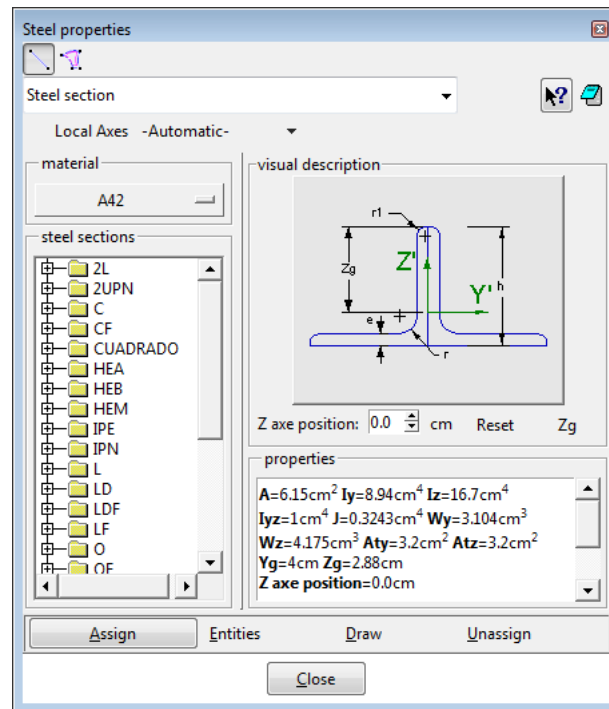 Steel properties
Steel section
Local Axes -Automatic-
material
A42
steel sections
2L
2UPN
C
CF
CUADRADO
HEA
HEB
HEM
IPE
IPN
L
LD
LDF
LF
O
OF
visual description
r1
Zg
Z'
Y'
h
e
r
Z axe position: 0.0 cm Reset Zg
properties
A=6.15cm² Iy=8.94cm⁴ Iz=16.7cm⁴
Iyz=1cm⁴ J=0.3243cm⁴ Wy=3.104cm³
Wz=4.175cm³ Aty=3.2cm² Atz=3.2cm²
Yg=4cm Zg=2.88cm
Z axe position=0.0cm
Assign Entities Draw Unassign
Close